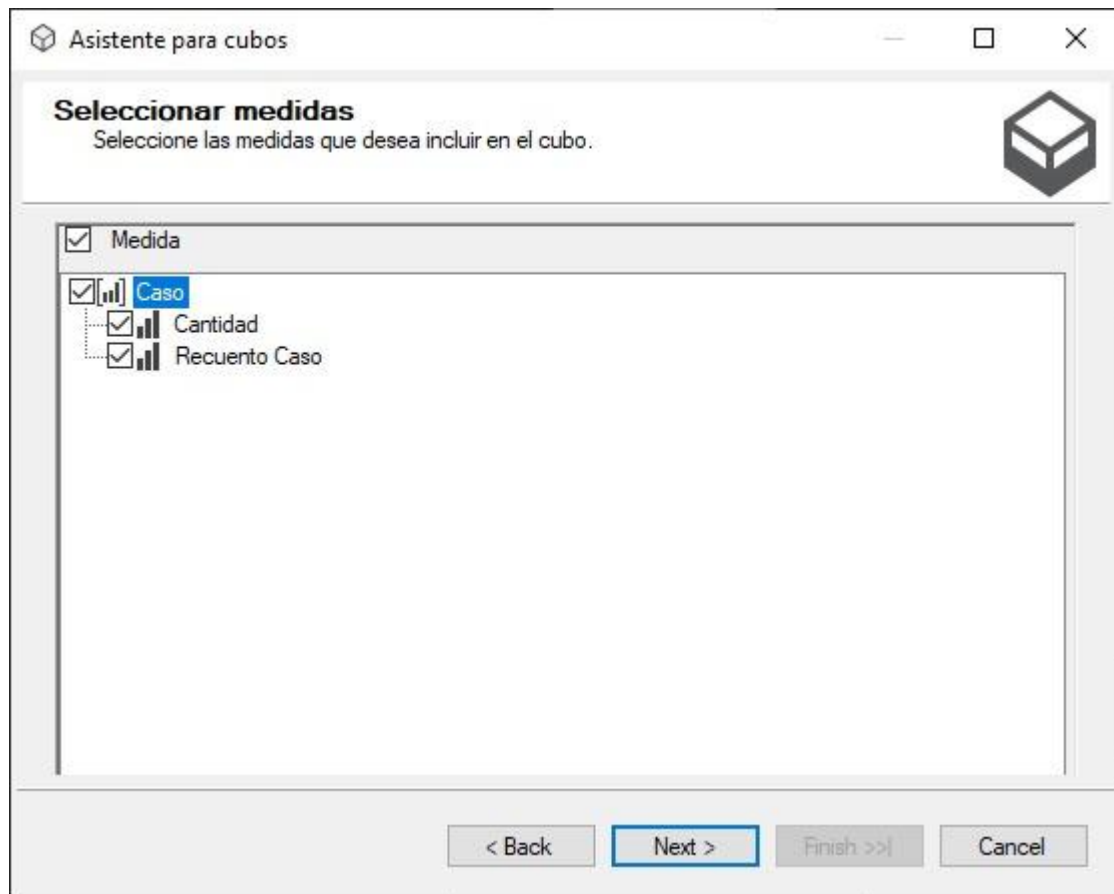 Asistente para cubos
Seleccionar medidas
Seleccione las medidas que desea incluir en el cubo.
Medida
Caso
Cantidad
Recuento Caso
< Back Next > Finish >>| Cancel